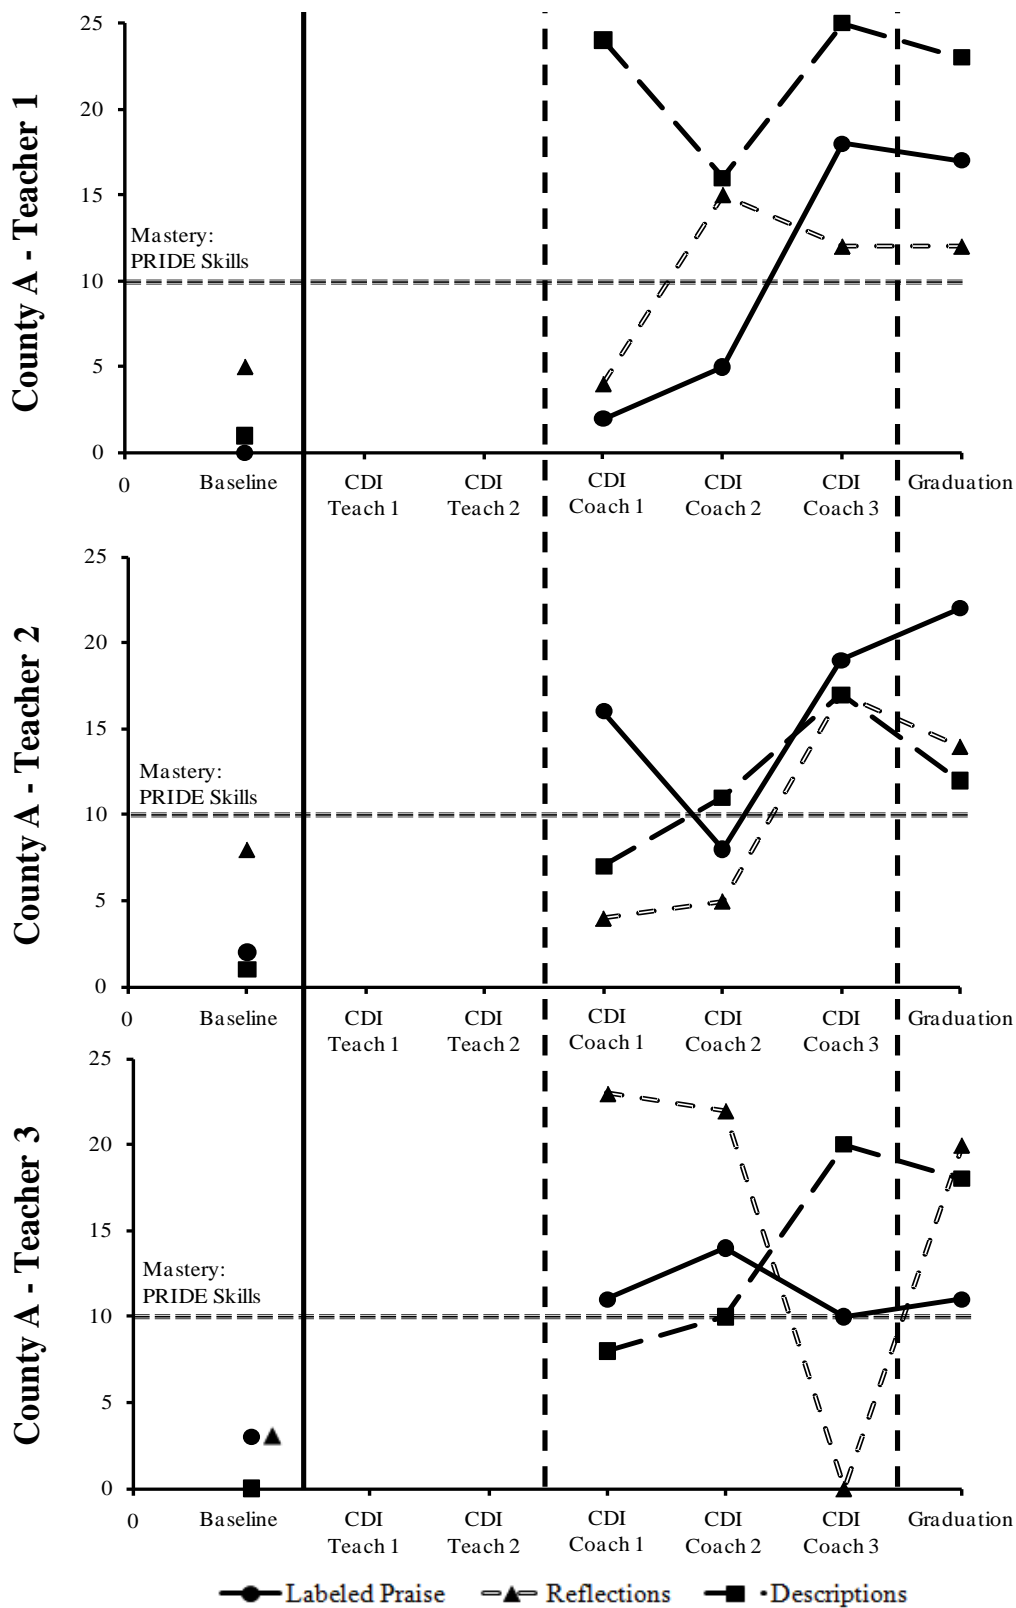 County A - Teacher 1
25
20
15
10
5
0
Mastery:
PRIDE Skills
0
Baseline
CDI
Teach 1
CDI
Teach 2
CDI
Coach 1
CDI
Coach 2
CDI
Coach 3
Graduation
County A - Teacher 2
25
20
15
10
5
0
Mastery:
PRIDE Skills
0
Baseline
CDI
Teach 1
CDI
Teach 2
CDI
Coach 1
CDI
Coach 2
CDI
Coach 3
Graduation
County A - Teacher 3
25
20
15
10
5
0
Mastery:
PRIDE Skills
0
Baseline
CDI
Teach 1
CDI
Teach 2
CDI
Coach 1
CDI
Coach 2
CDI
Coach 3
Graduation
Labeled Praise Reflections Descriptions